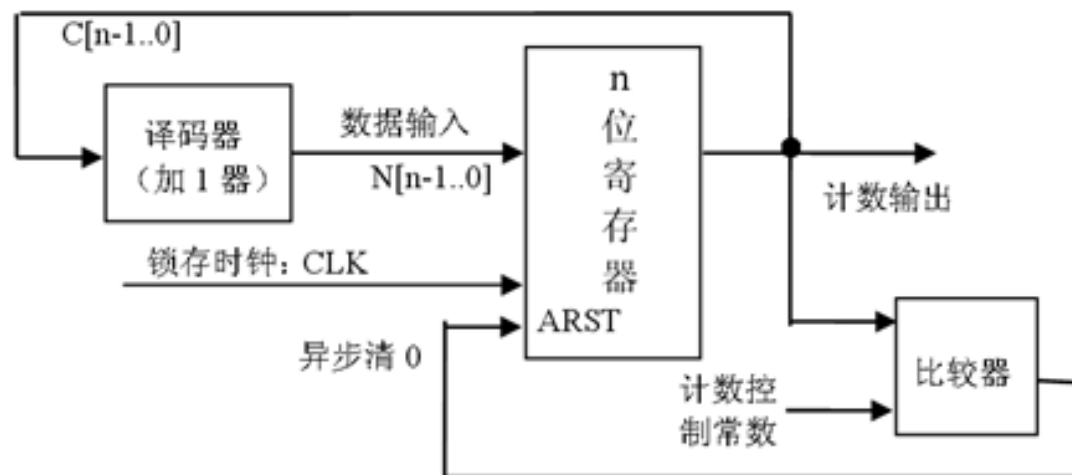 C[n-1..0]
译码器
（加 1 器）
数据输入
N[n-1..0]
n
位
寄
存
器
计数输出
锁存时钟: CLK
ARST
异步清 0
计数控
制常数
比较器